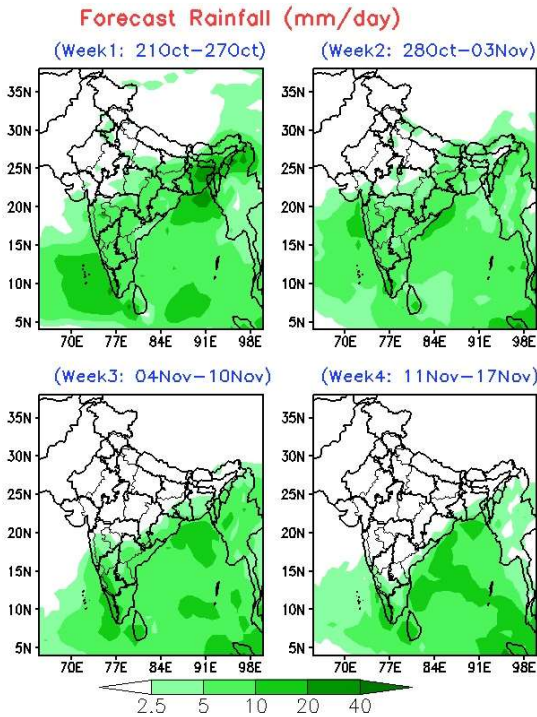 Forecast Rainfall (mm/day)
(Week1: 21Oct-27Oct)
(Week2: 28Oct-03Nov)
35N
30N
25N
20N
15N
10N
5N
70E 77E 84E 91E 98E
35N
30N
25N
20N
15N
10N
5N
70E 77E 84E 91E 98E
(Week3: 04Nov-10Nov)
(Week4: 11Nov-17Nov)
35N
30N
25N
20N
15N
10N
5N
70E 77E 84E 91E 98E
35N
30N
25N
20N
15N
10N
5N
70E 77E 84E 91E 98E
2.5 5 10 20 40